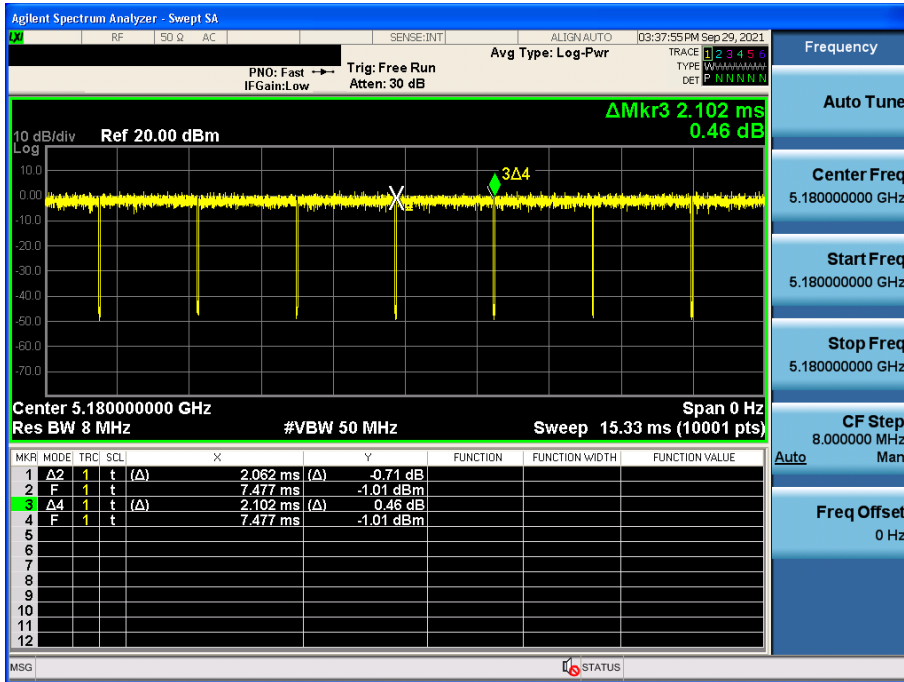 Agilent Spectrum Analyzer - Swept SA
LXI RF 50 Ω AC SENSE:INT ALIGN AUTO 03:37:55 PM Sep 29, 2021
PNO: Fast Trig: Free Run Avg Type: Log-Pwr TRACE 1 2 3 4 5 6
IFGain:Low Atten: 30 dB TYPE WWWWWW
DET P N N N N N
ΔMkr3 2.102 ms
0.46 dB
10 dB/div Ref 20.00 dBm
Log
10.0
0.00
-10.0
-20.0
-30.0
-40.0
-50.0
-60.0
-70.0
3Δ4
Center 5.180000000 GHz Span 0 Hz
Res BW 8 MHz #VBW 50 MHz Sweep 15.33 ms (10001 pts)
MKR MODE TRC SCL X Y FUNCTION FUNCTION WIDTH FUNCTION VALUE
1 Δ2 1 t (Δ) 2.062 ms (Δ) -0.71 dB
2 F 1 t 7.477 ms -1.01 dBm
3 Δ4 1 t (Δ) 2.102 ms (Δ) 0.46 dB
4 F 1 t 7.477 ms -1.01 dBm
5
6
7
8
9
10
11
12
MSG STATUS
Frequency
Auto Tune
Center Freq
5.180000000 GHz
Start Freq
5.180000000 GHz
Stop Freq
5.180000000 GHz
CF Step
8.000000 MHz
Auto Man
Freq Offset
0 Hz